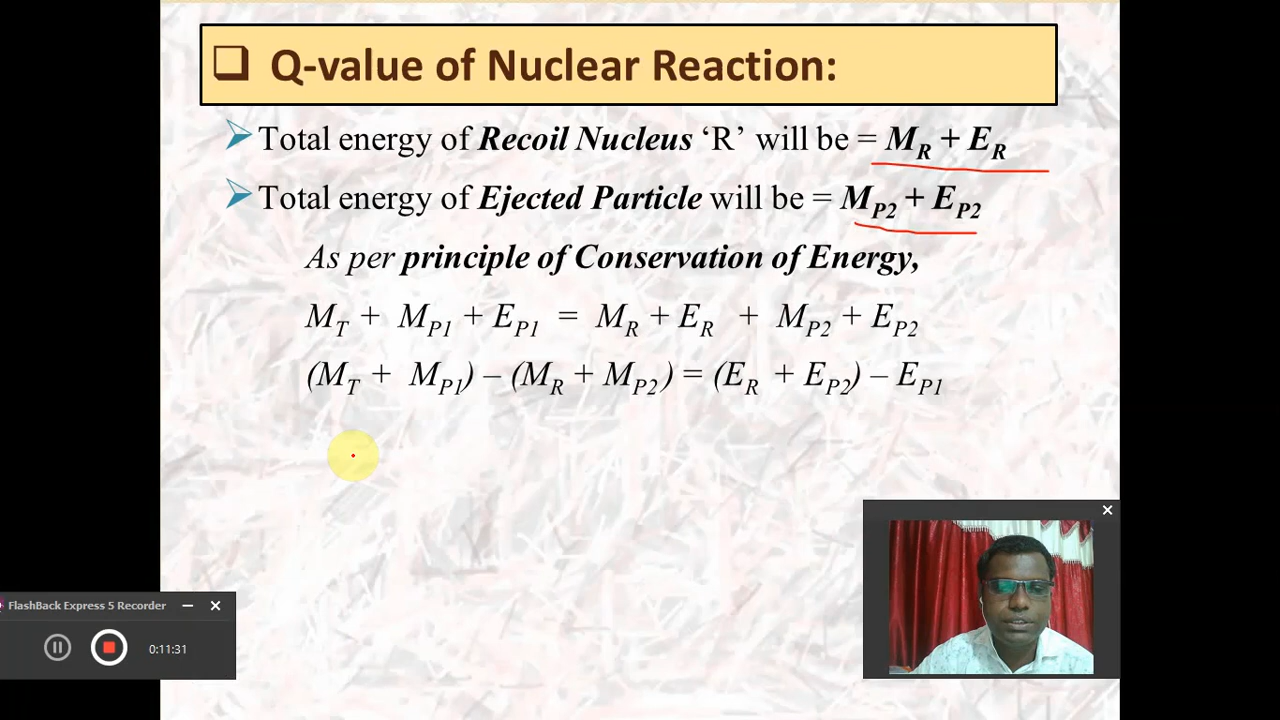 ❑ Q-value of Nuclear Reaction:
➢ Total energy of Recoil Nucleus ‘R’ will be = M_R + E_R
➢ Total energy of Ejected Particle will be = M_P2 + E_P2
As per principle of Conservation of Energy,
M_T + M_P1 + E_P1 = M_R + E_R + M_P2 + E_P2
(M_T + M_P1) – (M_R + M_P2) = (E_R + E_P2) – E_P1
FlashBack Express 5 Recorder
0:11:31